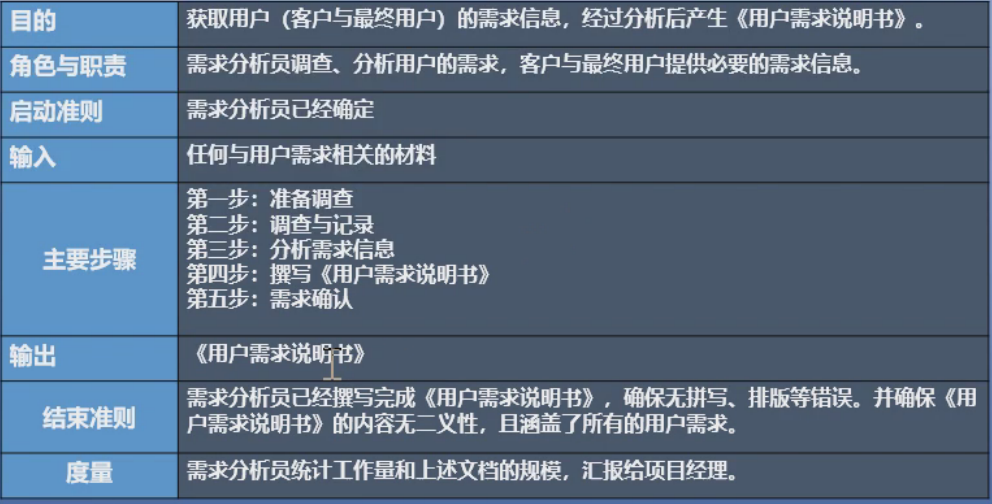 目的
获取用户（客户与最终用户）的需求信息，经过分析后产生《用户需求说明书》。
角色与职责
需求分析员调查、分析用户的需求，客户与最终用户提供必要的需求信息。
启动准则
需求分析员已经确定
输入
任何与用户需求相关的材料
主要步骤
第一步：准备调查
第二步：调查与记录
第三步：分析需求信息
第四步：撰写《用户需求说明书》
第五步：需求确认
输出
《用户需求说明书》
结束准则
需求分析员已经撰写完成《用户需求说明书》，确保无拼写、排版等错误。并确保《用
户需求说明书》的内容无二义性，且涵盖了所有的用户需求。
度量
需求分析员统计工作量和上述文档的规模，汇报给项目经理。